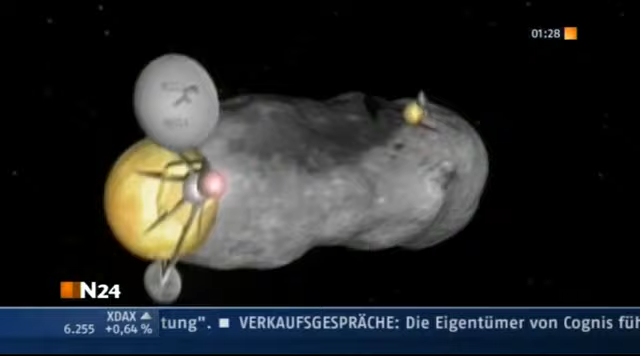 01:28
N24
XDAX
6.255 +0,64 %
tung". ■ VERKAUFSGESPRÄCHE: Die Eigentümer von Cognis füh